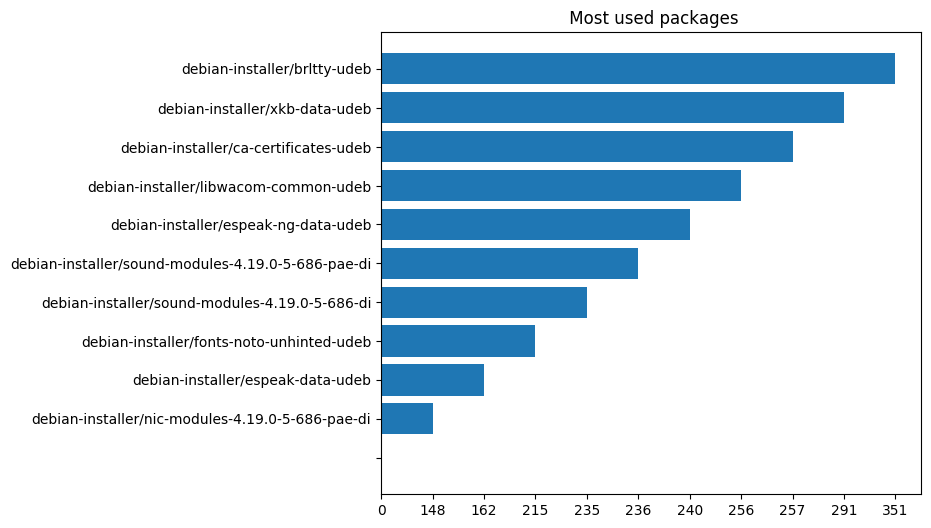 Most used packages
debian-installer/brltty-udeb
debian-installer/xkb-data-udeb
debian-installer/ca-certificates-udeb
debian-installer/libwacom-common-udeb
debian-installer/espeak-ng-data-udeb
debian-installer/sound-modules-4.19.0-5-686-pae-di
debian-installer/sound-modules-4.19.0-5-686-di
debian-installer/fonts-noto-unhinted-udeb
debian-installer/espeak-data-udeb
debian-installer/nic-modules-4.19.0-5-686-pae-di
0 148 162 215 235 236 240 256 257 291 351